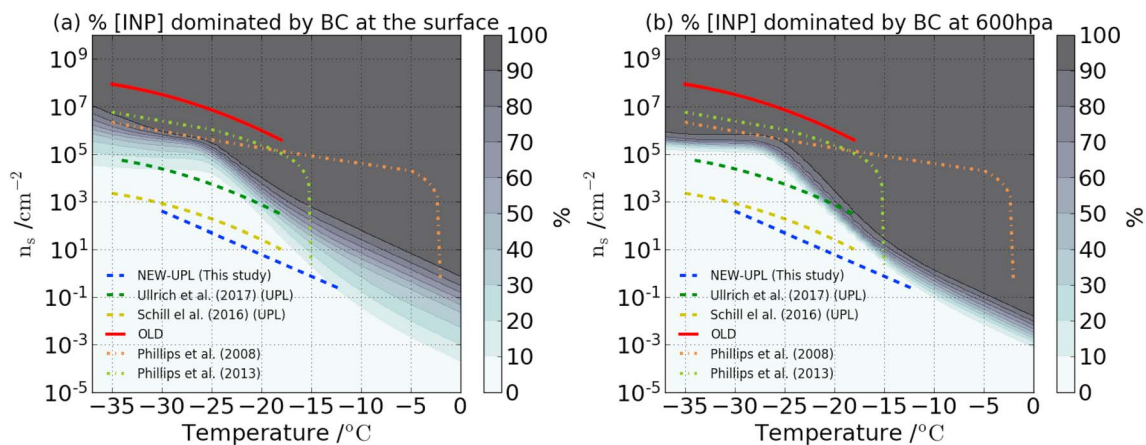 (a) % [INP] dominated by BC at the surface
10^9
10^7
10^5
10^3
10^1
10^-1
10^-3
10^-5
n_s /cm^-2
NEW-UPL (This study)
Ullrich et al. (2017) (UPL)
Schill el al. (2016) (UPL)
OLD
Phillips et al. (2008)
Phillips et al. (2013)
−35 −30 −25 −20 −15 −10 −5 0
Temperature /°C
100
90
80
70
60
50
40
30
20
10
0
%
(b) % [INP] dominated by BC at 600hpa
10^9
10^7
10^5
10^3
10^1
10^-1
10^-3
10^-5
n_s /cm^-2
NEW-UPL (This study)
Ullrich et al. (2017) (UPL)
Schill el al. (2016) (UPL)
OLD
Phillips et al. (2008)
Phillips et al. (2013)
−35 −30 −25 −20 −15 −10 −5 0
Temperature /°C
100
90
80
70
60
50
40
30
20
10
0
%